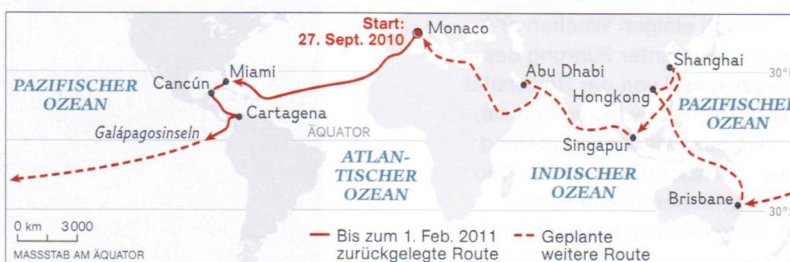 Start:
27. Sept. 2010
Monaco
PAZIFISCHER
OZEAN
Cancún
Miami
Cartagena
Galápagosinseln
ÄQUATOR
ATLAN-
TISCHER
OZEAN
Abu Dhabi
Shanghai
Hongkong
30°
PAZIFISCHER
OZEAN
Singapur
INDISCHER
OZEAN
Brisbane
30°
0 km 3000
MASSSTAB AM ÄQUATOR
Bis zum 1. Feb. 2011
zurückgelegte Route
Geplante
weitere Route